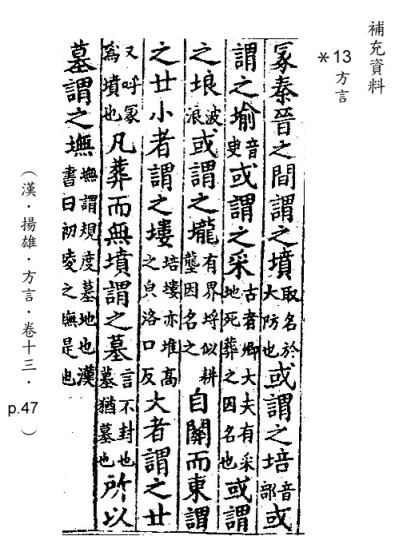 補充資料
＊13 方言
冢秦晉之間謂之墳取名於大防也或謂之培音部或
謂之堬音臾或謂之采古者卿大夫有采地死葬之因名也或謂
之埌波浪或謂之壠有界埒似耕壟因名之自關而東謂
之丘小者謂之塿培塿亦堆高之皃洛口反大者謂之丘
又呼冢為墳也凡葬而無墳謂之墓言不封也墓猶慕也所以
墓謂之墲墲謂規度墓地也漢書曰初陵之墲是也
（漢．揚雄．方言．卷十三．p.47）